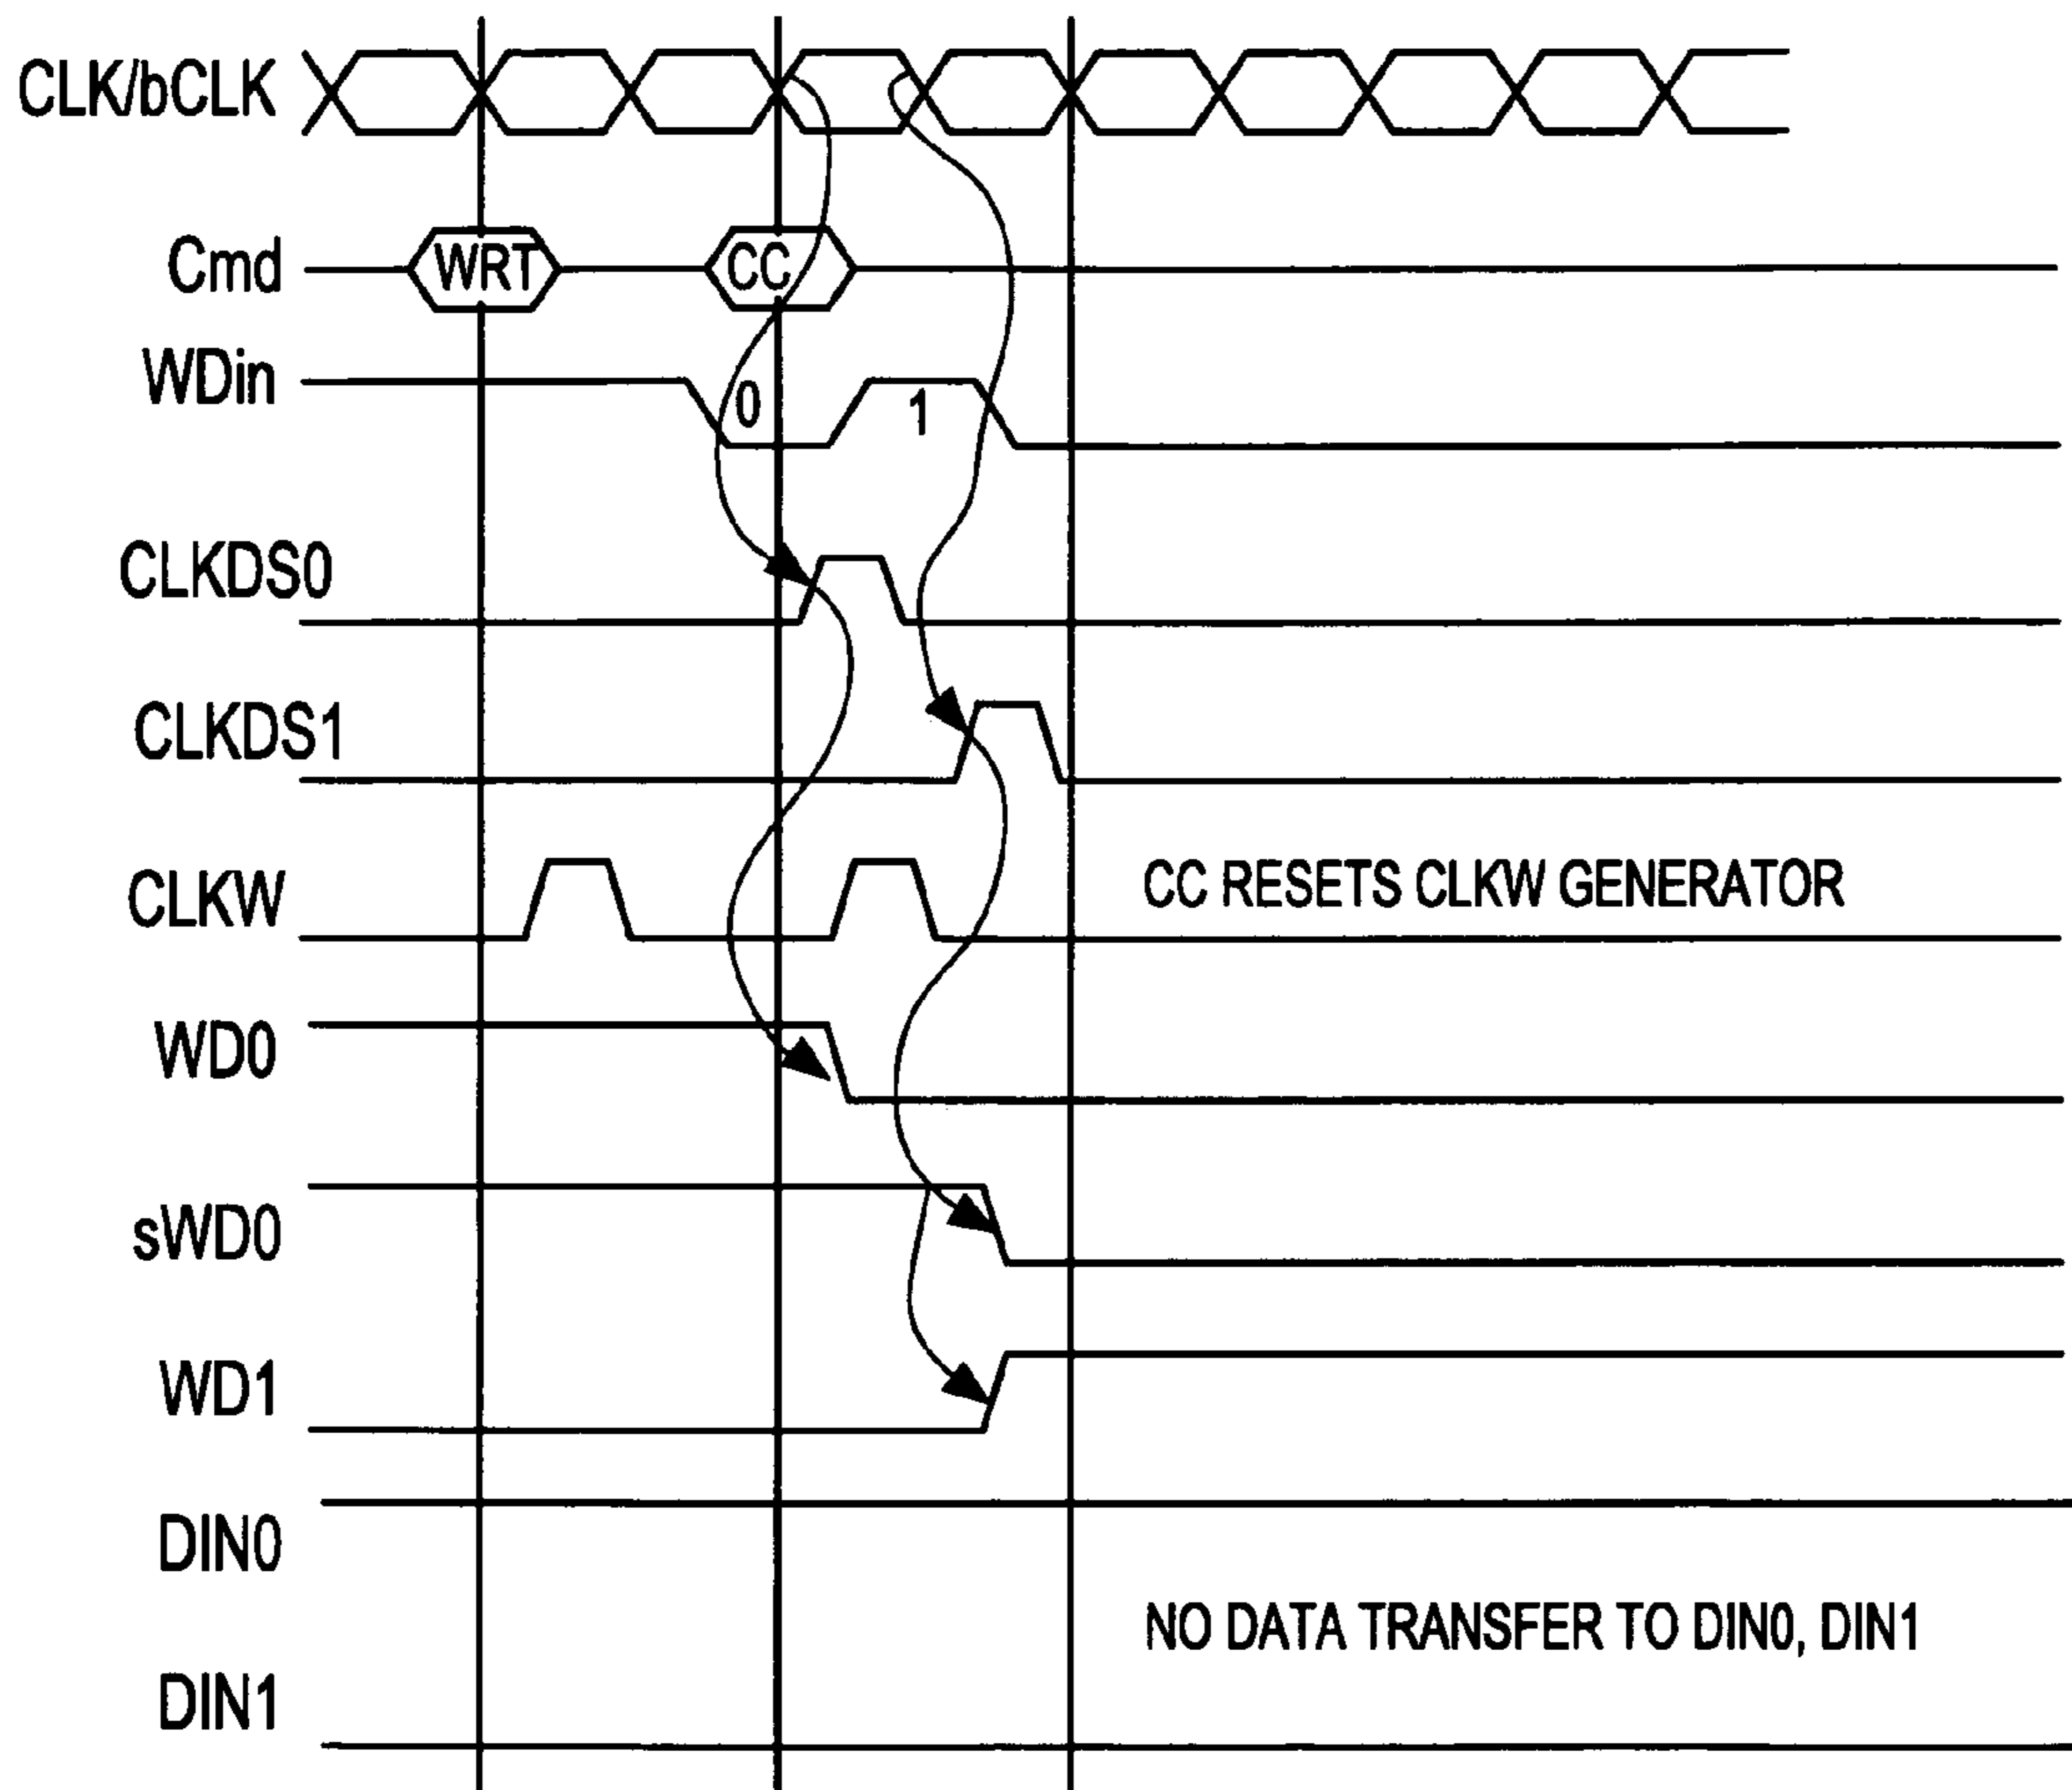 CLK/bCLK
Cmd WRT CC
WDin 0 1
CLKDS0
CLKDS1
CLKW CC RESETS CLKW GENERATOR
WD0
sWD0
WD1
DIN0
NO DATA TRANSFER TO DIN0, DIN1
DIN1